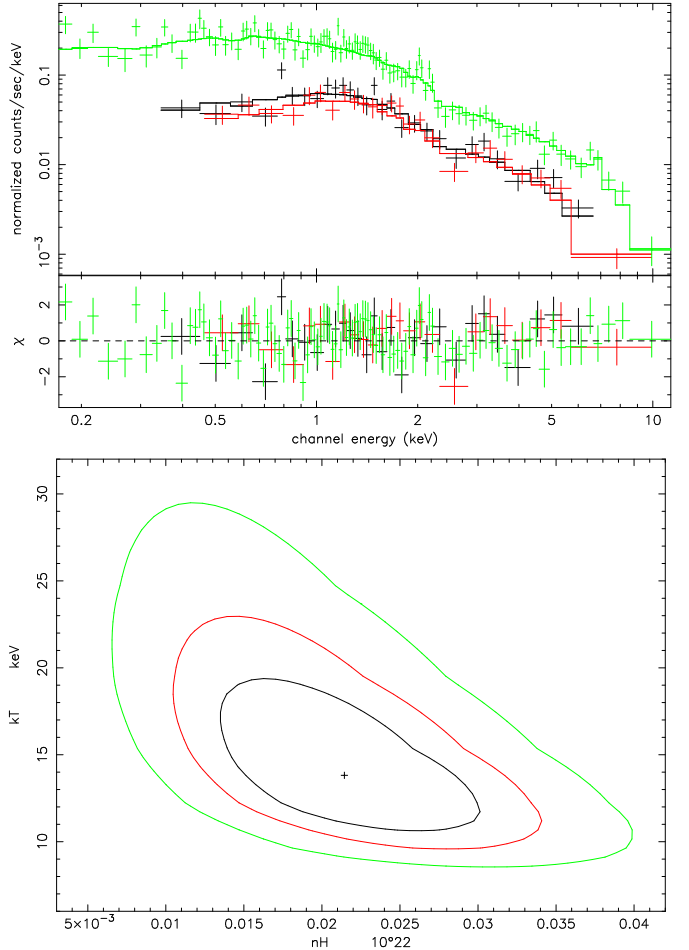 normalized counts/sec/keV
0.1
0.01
10⁻³
χ
2
0
−2
0.2 0.5 1 2 5 10
channel energy (keV)
kT keV
30
25
20
15
10
5×10⁻³ 0.01 0.015 0.02 0.025 0.03 0.035 0.04
nH 10°22